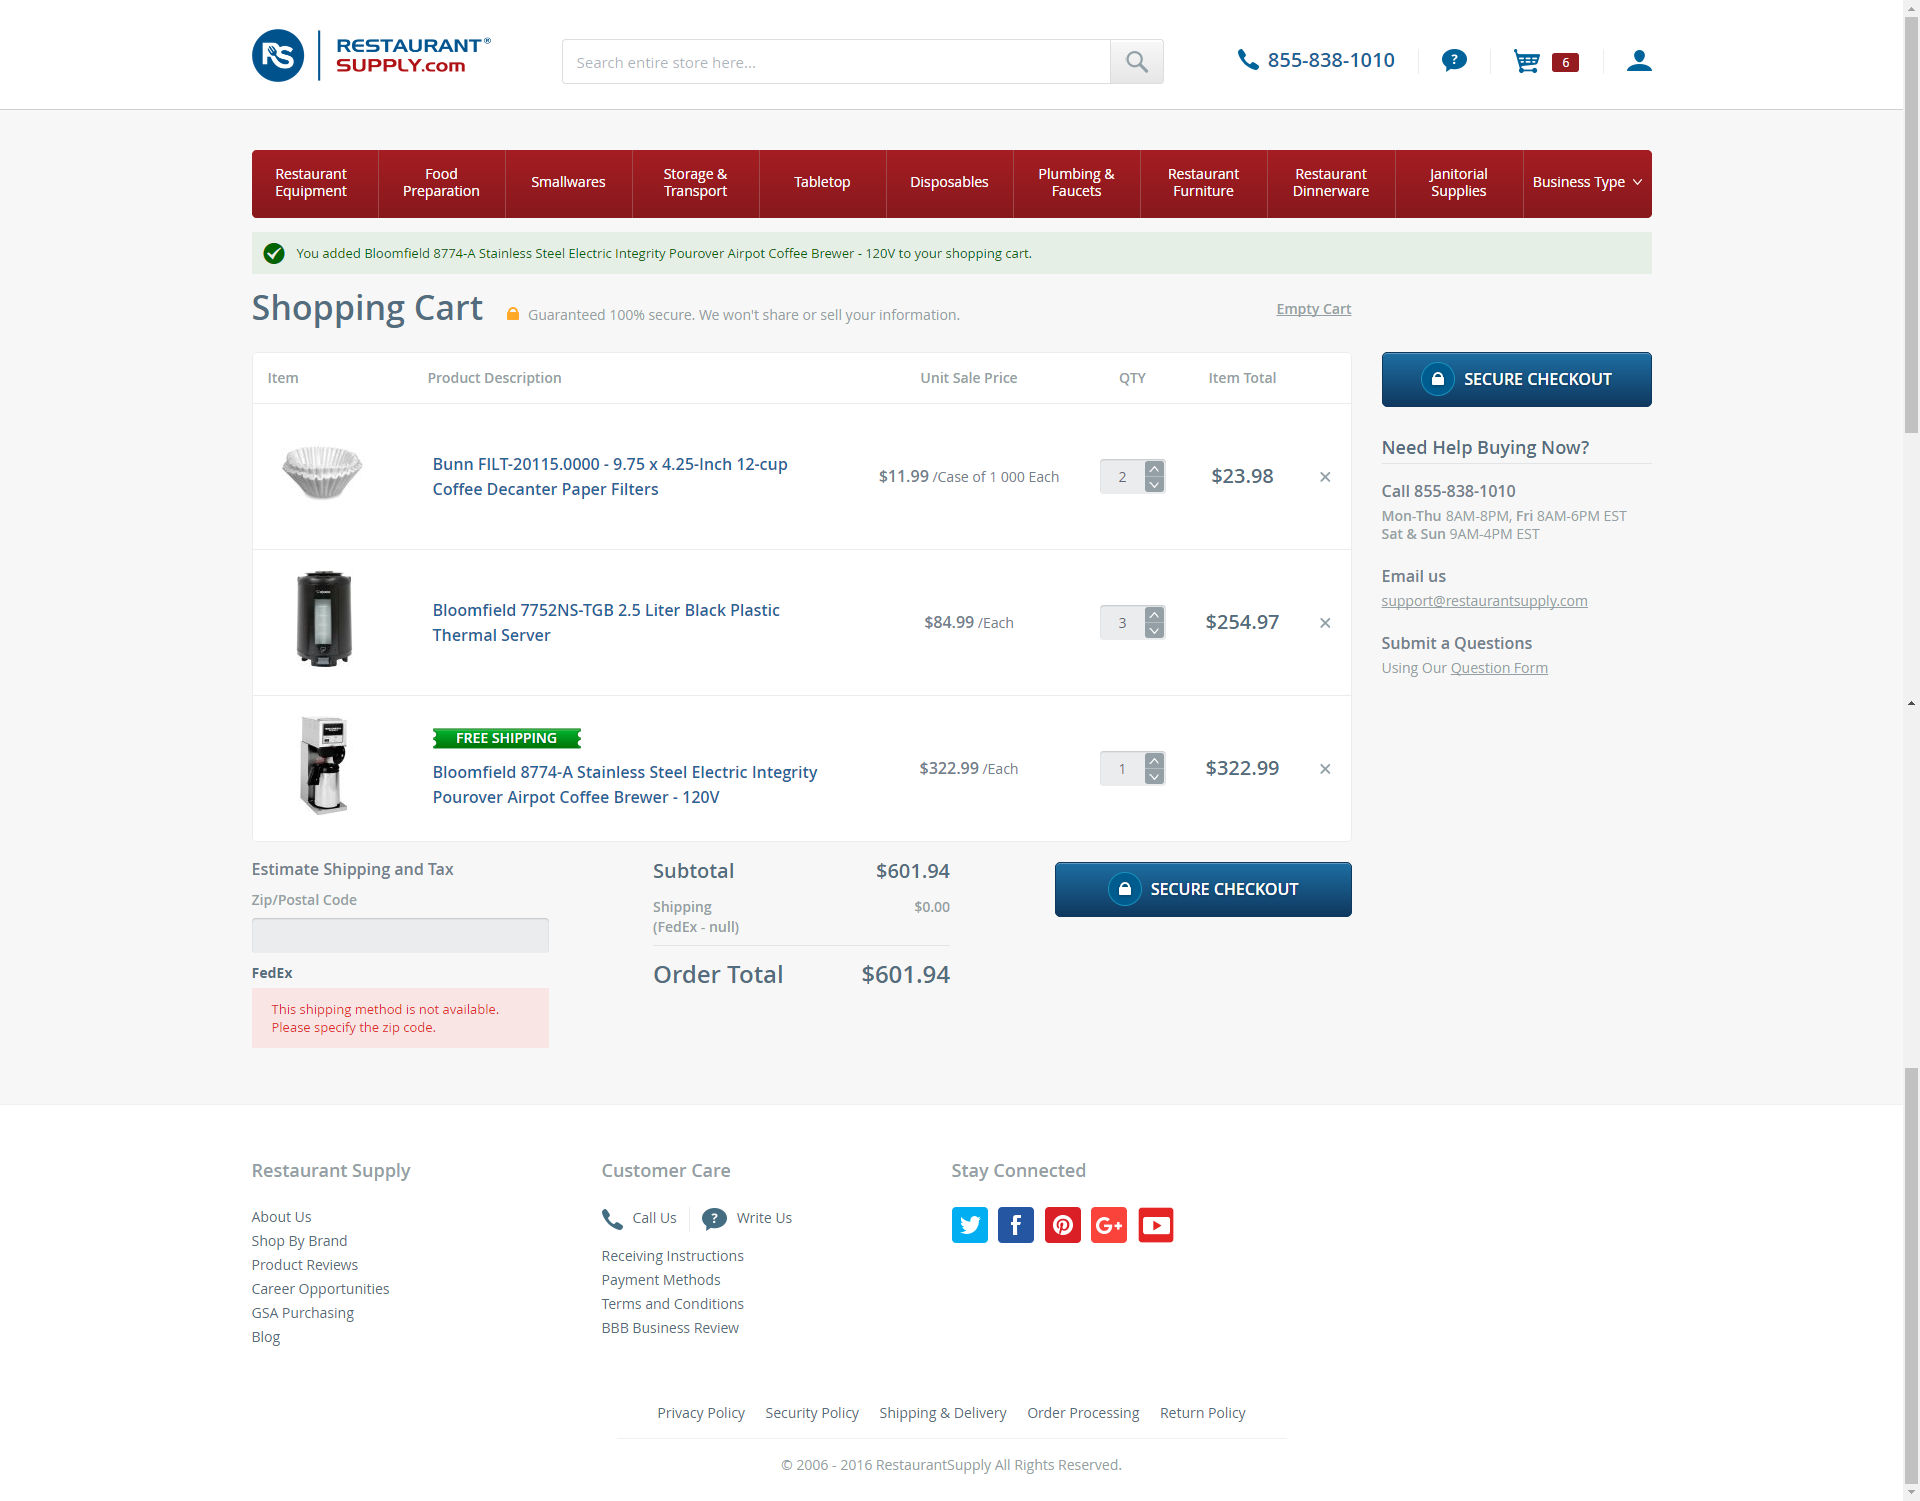 RS RESTAURANT®
SUPPLY.com
Search entire store here...
855-838-1010
?
6
Restaurant Equipment
Food Preparation
Smallwares
Storage & Transport
Tabletop
Disposables
Plumbing & Faucets
Restaurant Furniture
Restaurant Dinnerware
Janitorial Supplies
Business Type
You added Bloomfield 8774-A Stainless Steel Electric Integrity Pourover Airpot Coffee Brewer - 120V to your shopping cart.
Shopping Cart
Guaranteed 100% secure. We won't share or sell your information.
Empty Cart
Item Product Description Unit Sale Price QTY Item Total
Bunn FILT-20115.0000 - 9.75 x 4.25-Inch 12-cup
Coffee Decanter Paper Filters
$11.99 /Case of 1 000 Each
2
$23.98
Bloomfield 7752NS-TGB 2.5 Liter Black Plastic
Thermal Server
$84.99 /Each
3
$254.97
FREE SHIPPING
Bloomfield 8774-A Stainless Steel Electric Integrity
Pourover Airpot Coffee Brewer - 120V
$322.99 /Each
1
$322.99
SECURE CHECKOUT
Need Help Buying Now?
Call 855-838-1010
Mon-Thu 8AM-8PM, Fri 8AM-6PM EST
Sat & Sun 9AM-4PM EST
Email us
support@restaurantsupply.com
Submit a Questions
Using Our Question Form
Estimate Shipping and Tax
Zip/Postal Code
FedEx
This shipping method is not available.
Please specify the zip code.
Subtotal $601.94
Shipping $0.00
(FedEx - null)
Order Total $601.94
SECURE CHECKOUT
Restaurant Supply
About Us
Shop By Brand
Product Reviews
Career Opportunities
GSA Purchasing
Blog
Customer Care
Call Us ? Write Us
Receiving Instructions
Payment Methods
Terms and Conditions
BBB Business Review
Stay Connected
Privacy Policy Security Policy Shipping & Delivery Order Processing Return Policy
© 2006 - 2016 RestaurantSupply All Rights Reserved.